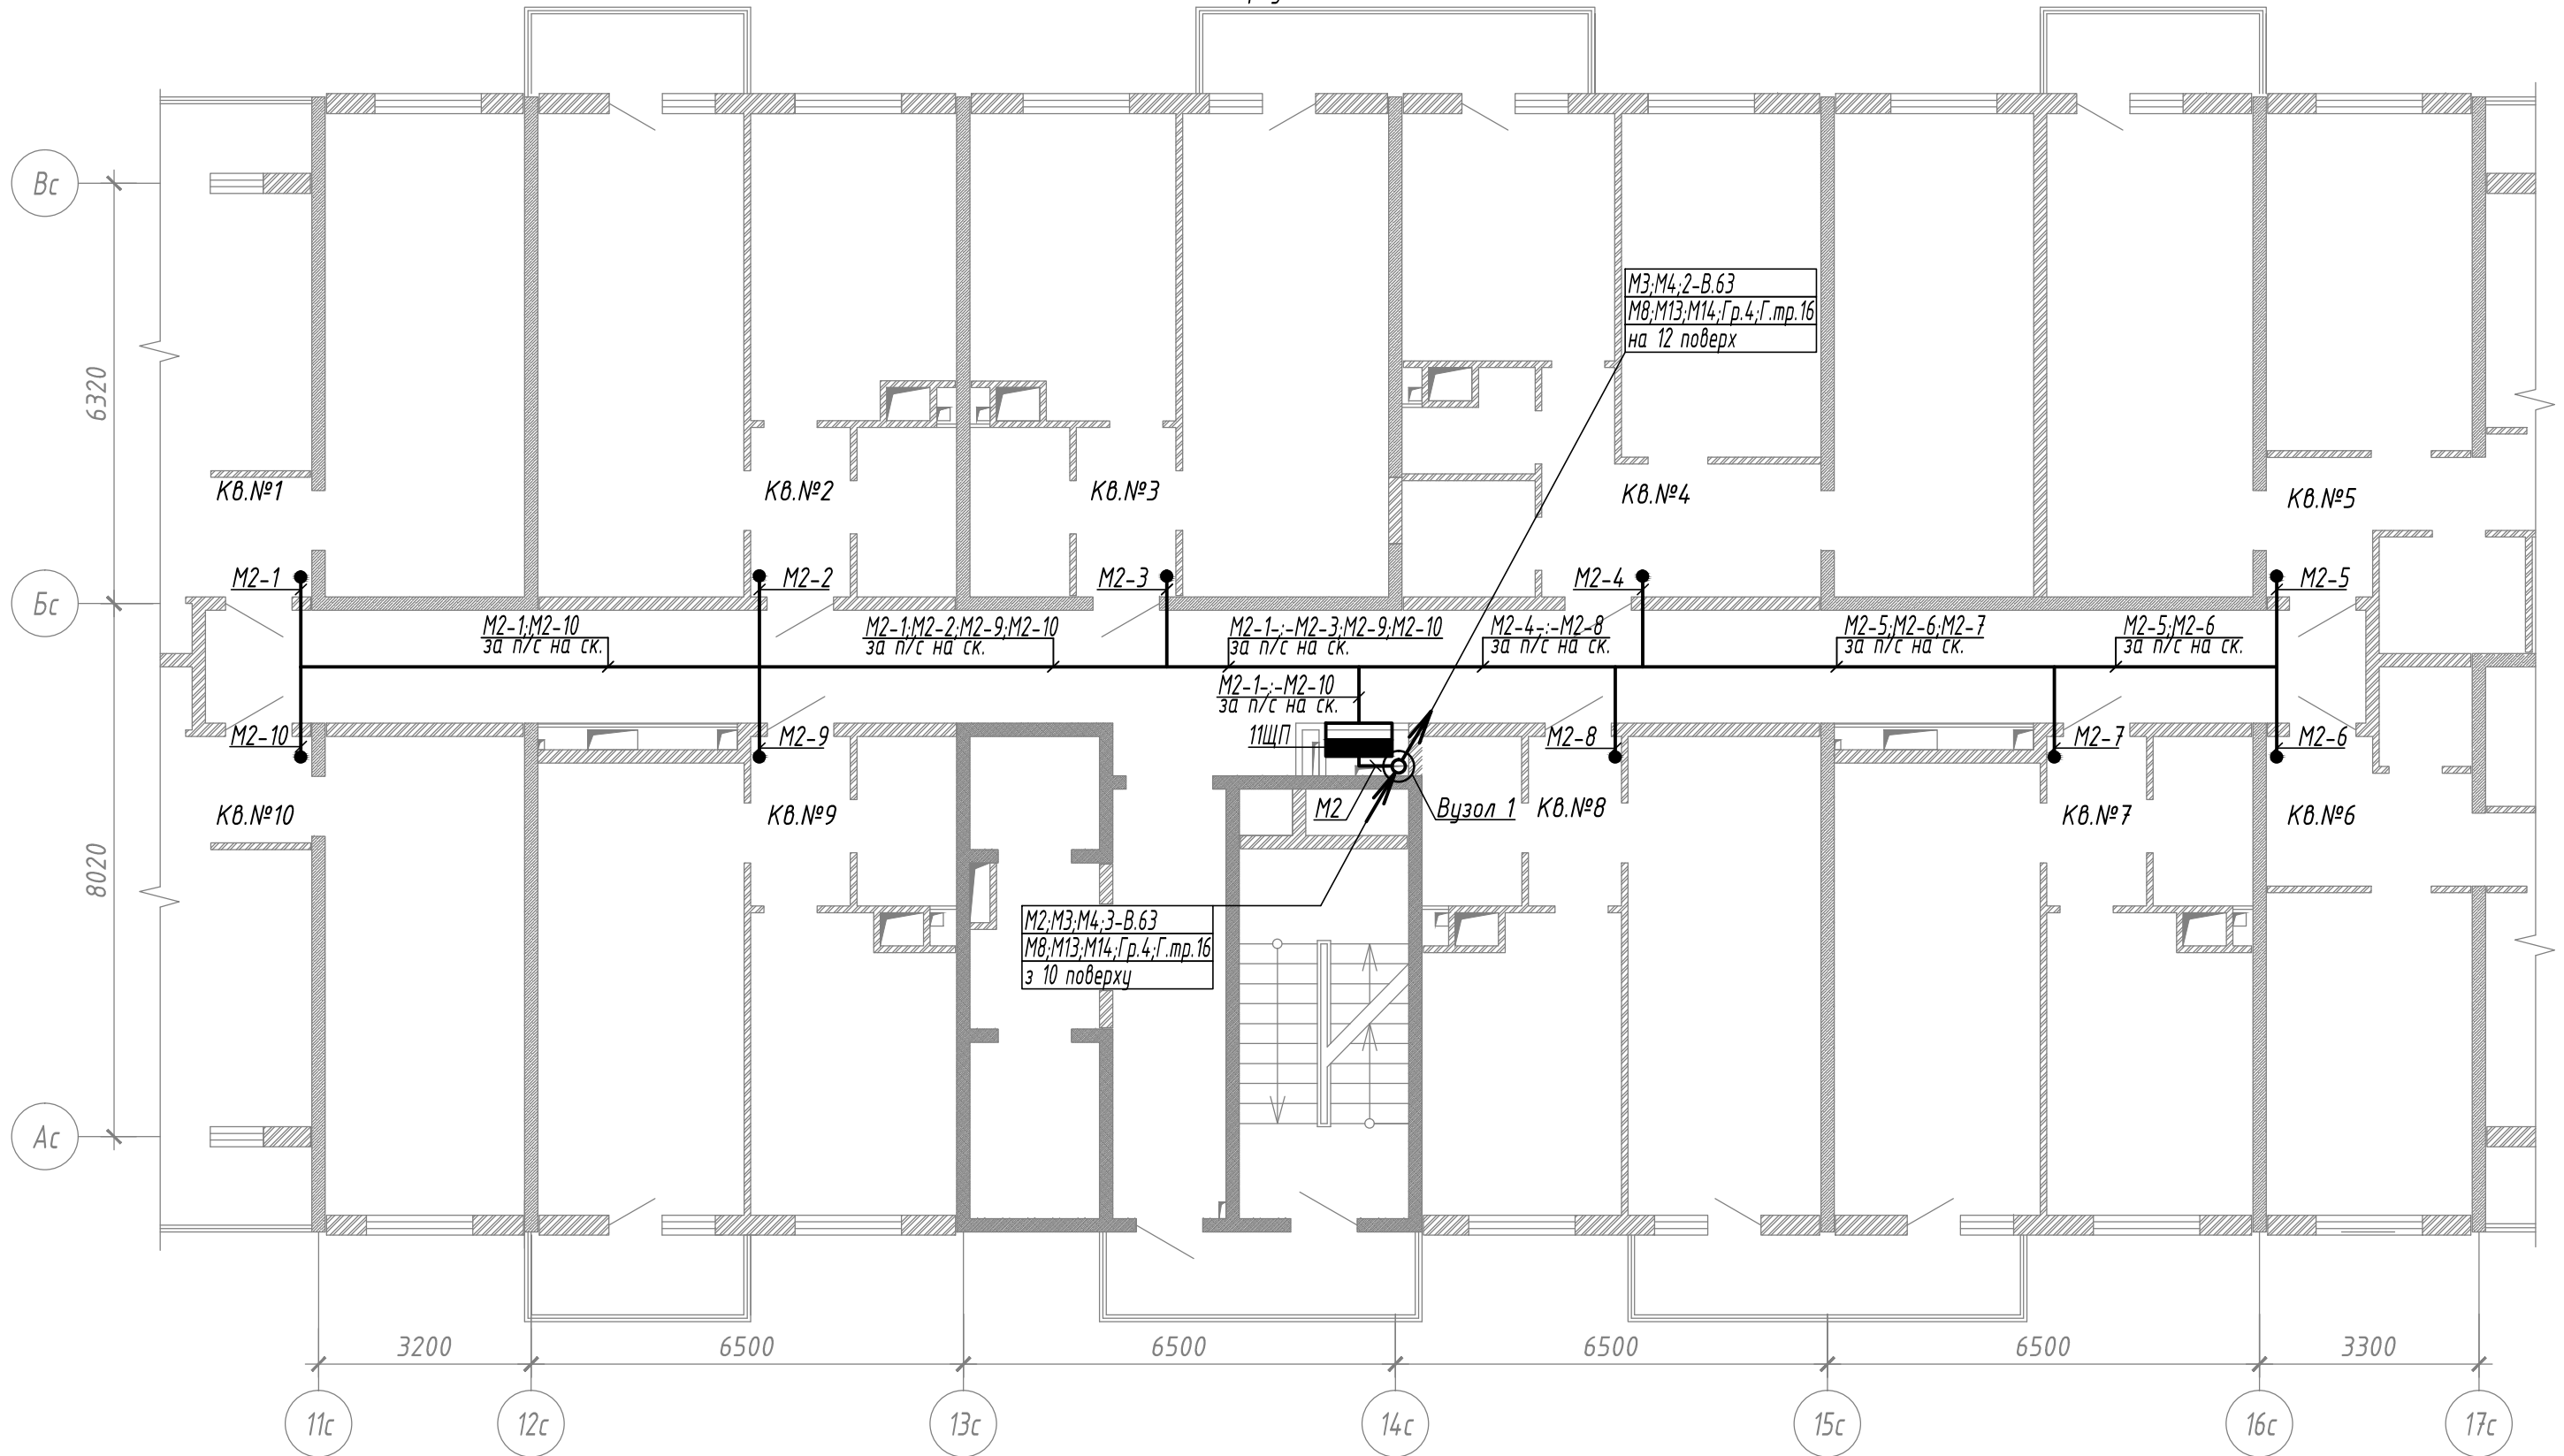 Вс
М3;М4;2-В.63
М8;М13;М14;Гр.4;Г.тр.16
на 12 поверх
6320
Кв.№1
Кв.№2
Кв.№3
Кв.№4
Кв.№5
Бс
М2-1
М2-2
М2-3
М2-4
М2-5
М2-1;М2-10
за п/с на ск.
М2-1;М2-2;М2-9;М2-10
за п/с на ск.
М2-1-:-М2-3;М2-9;М2-10
за п/с на ск.
М2-4-:-М2-8
за п/с на ск.
М2-5;М2-6;М2-7
за п/с на ск.
М2-5;М2-6
за п/с на ск.
М2-1-:-М2-10
за п/с на ск.
11ЩП
М2-10
М2-9
М2-8
М2-7
М2-6
М2
Вузол 1
Кв.№10
Кв.№9
Кв.№8
Кв.№7
Кв.№6
8020
М2;М3;М4;3-В.63
М8;М13;М14;Гр.4;Г.тр.16
з 10 поверху
Ас
3200
6500
6500
6500
6500
3300
11с
12с
13с
14с
15с
16с
17с